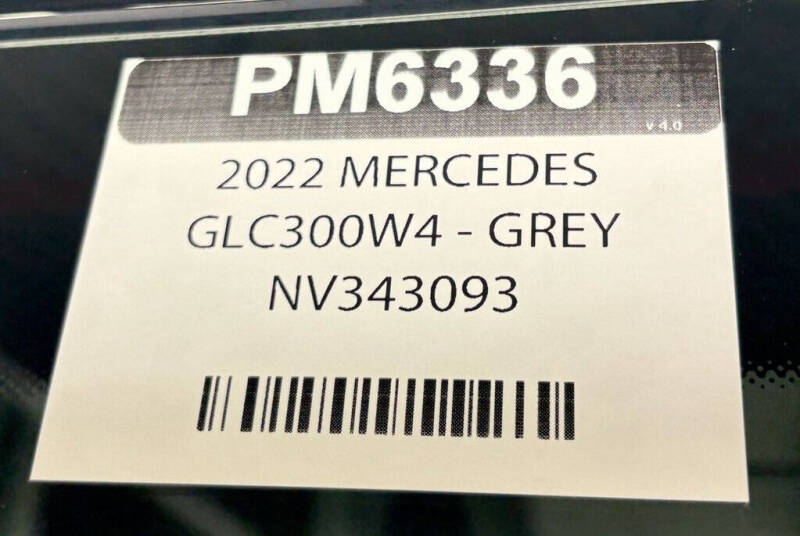 PM6336
v 4.0
2022 MERCEDES
GLC300W4 - GREY
NV343093